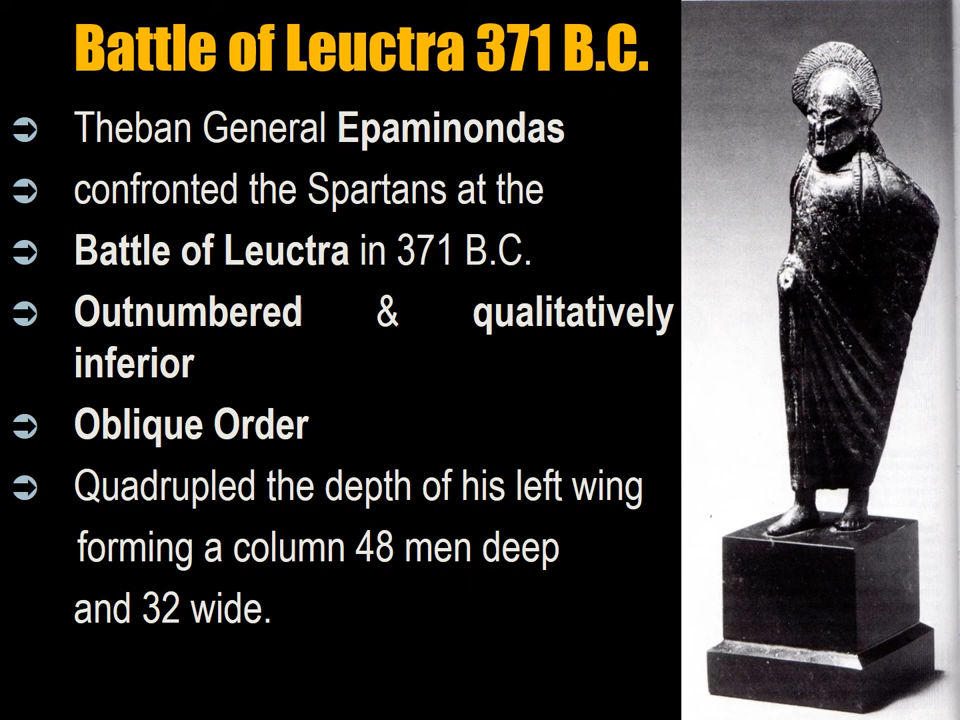 Battle of Leuctra 371 B.C.
Theban General Epaminondas
confronted the Spartans at the
Battle of Leuctra in 371 B.C.
Outnumbered & qualitatively
inferior
Oblique Order
Quadrupled the depth of his left wing
forming a column 48 men deep
and 32 wide.